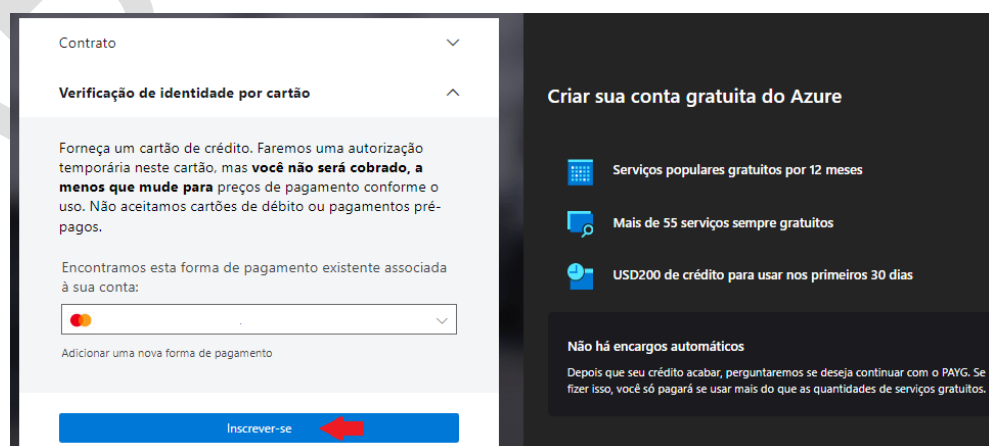 Contrato
Verificação de identidade por cartão
Forneça um cartão de crédito. Faremos uma autorização
temporária neste cartão, mas você não será cobrado, a
menos que mude para preços de pagamento conforme o
uso. Não aceitamos cartões de débito ou pagamentos pré-
pagos.
Encontramos esta forma de pagamento existente associada
à sua conta:
Adicionar uma nova forma de pagamento
Inscrever-se
Criar sua conta gratuita do Azure
Serviços populares gratuitos por 12 meses
Mais de 55 serviços sempre gratuitos
USD200 de crédito para usar nos primeiros 30 dias
Não há encargos automáticos
Depois que seu crédito acabar, perguntaremos se deseja continuar com o PAYG. Se
fizer isso, você só pagará se usar mais do que as quantidades de serviços gratuitos.